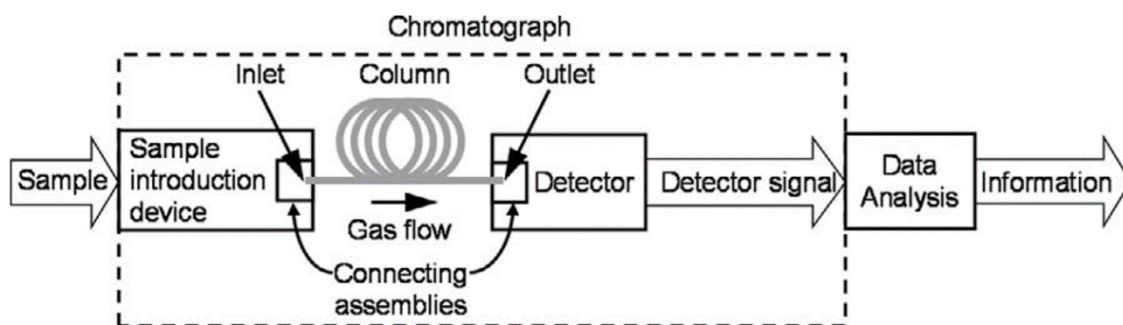 Chromatograph
Inlet
Column
Outlet
Sample
Sample
introduction
device
Gas flow
Connecting
assemblies
Detector
Detector signal
Data
Analysis
Information